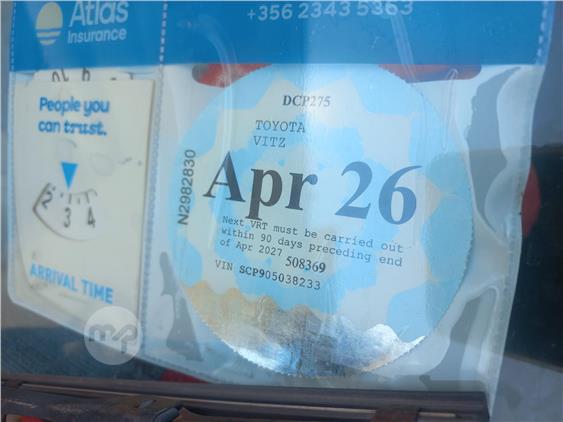 Atlas
Insurance
+356 2343 5363
People you
can trust.
2 3 4
ARRIVAL TIME
N2982830
DCP275
TOYOTA
VITZ
Apr 26
Next VRT must be carried out
within 90 days preceding end
of Apr 2027 508369
VIN SCP905038233
mp